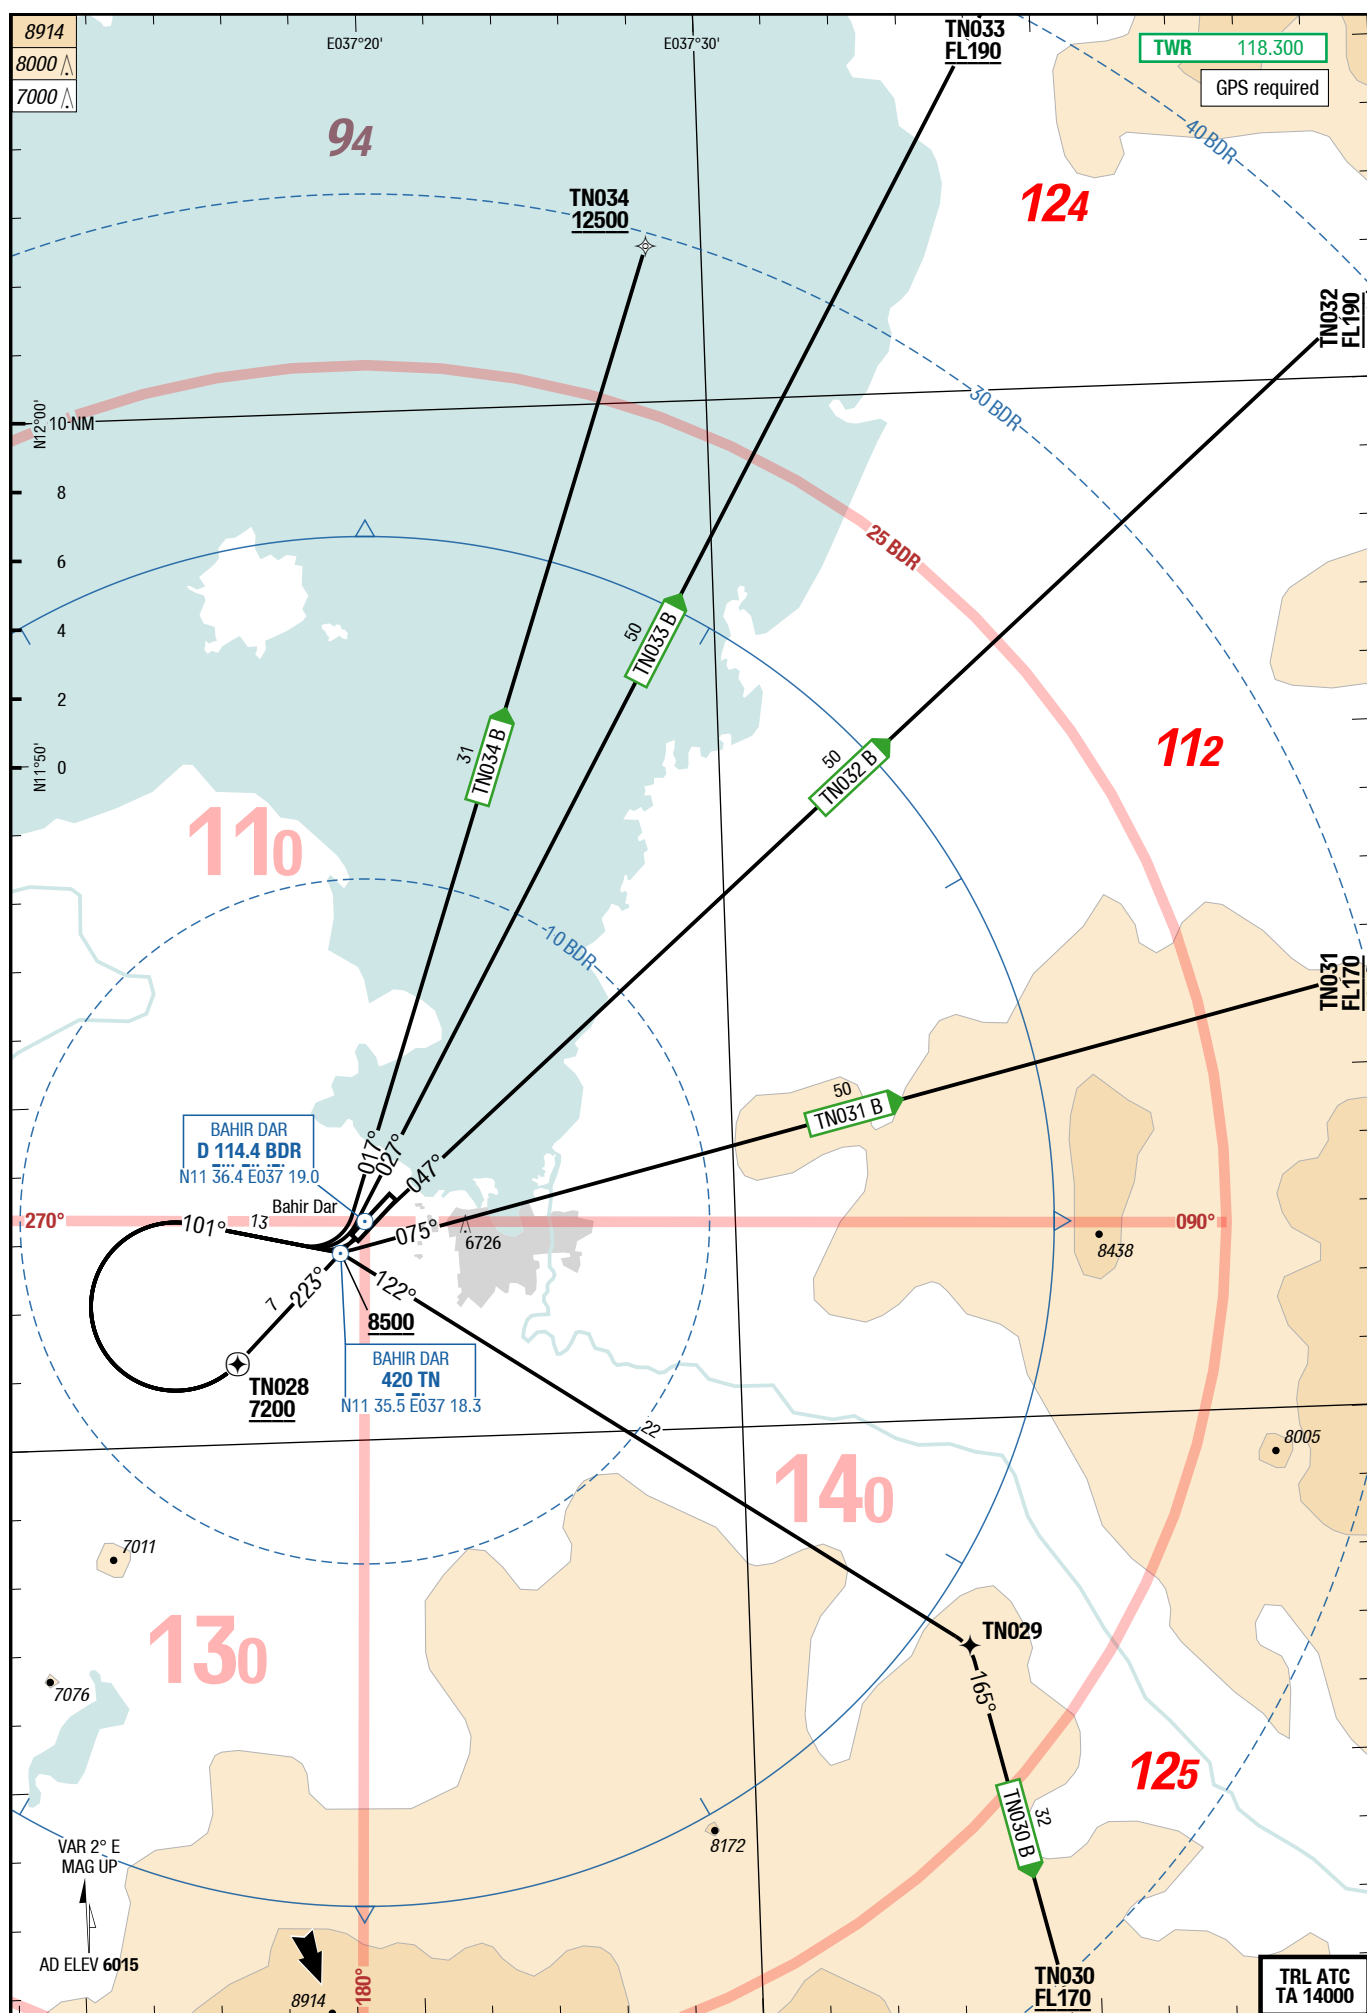 8914
8000
7000
E037°20'
E037°30'
TN033
FL190
TWR 118.300
GPS required
94
40 BDR
TN034
12500
124
TN032
FL190
30 BDR
N12°00'
10 NM
8
6
4
2
0
N11°50'
25 BDR
50
TN033 B
31
TN034 B
50
TN032 B
112
110
10 BDR
TN031
FL170
50
TN031 B
BAHIR DAR
D 114.4 BDR
N11 36.4 E037 19.0
017°
027°
047°
Bahir Dar
270°
101°
13
075°
6726
090°
8438
223°
7
122°
8500
BAHIR DAR
420 TN
N11 35.5 E037 18.3
TN028
7200
22
8005
140
7011
130
TN029
165°
7076
125
32
TN030 B
8172
VAR 2° E
MAG UP
AD ELEV 6015
8914
180°
TN030
FL170
TRL ATC
TA 14000